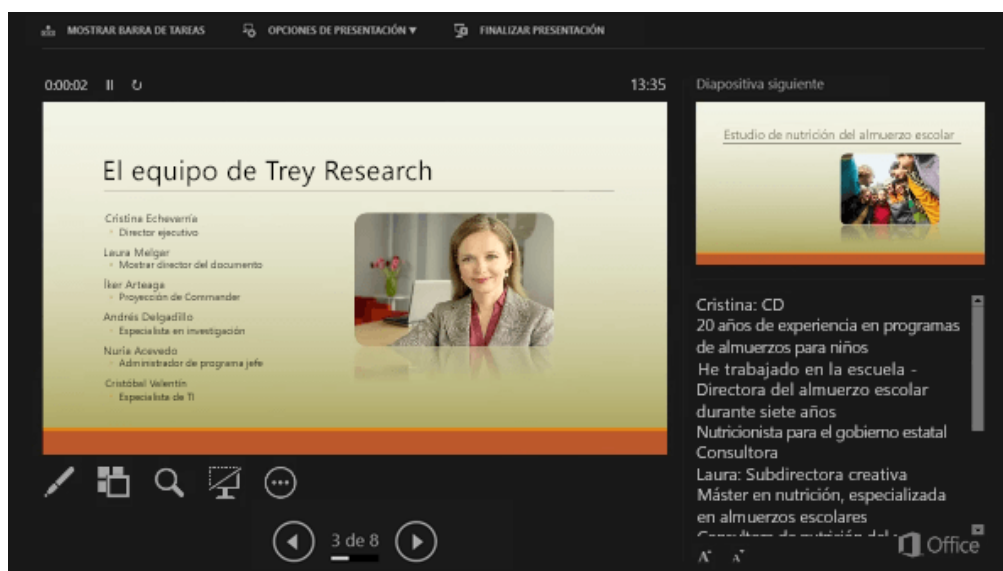 MOSTRAR BARRA DE TAREAS OPCIONES DE PRESENTACIÓN ▼ FINALIZAR PRESENTACIÓN
0:00:02 13:35 Diapositiva siguiente
El equipo de Trey Research
Cristina Echevarría
Director ejecutivo
Laura Melger
Mostrar director del documento
Íker Arteaga
Proyección de Commander
Andrés Delgadillo
Especialista en investigación
Nuria Acevedo
Administrador de programa jefe
Cristóbal Valentín
Especialista de TI
Estudio de nutrición del almuerzo escolar
Cristina: CD
20 años de experiencia en programas
de almuerzos para niños
He trabajado en la escuela -
Directora del almuerzo escolar
durante siete años
Nutricionista para el gobierno estatal
Consultora
Laura: Subdirectora creativa
Máster en nutrición, especializada
en almuerzos escolares
3 de 8
A A
Office